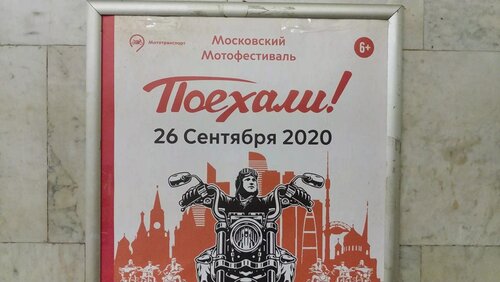 Мототранспорт
Московский
Мотофестиваль
6+
Поехали!
26 Сентября 2020